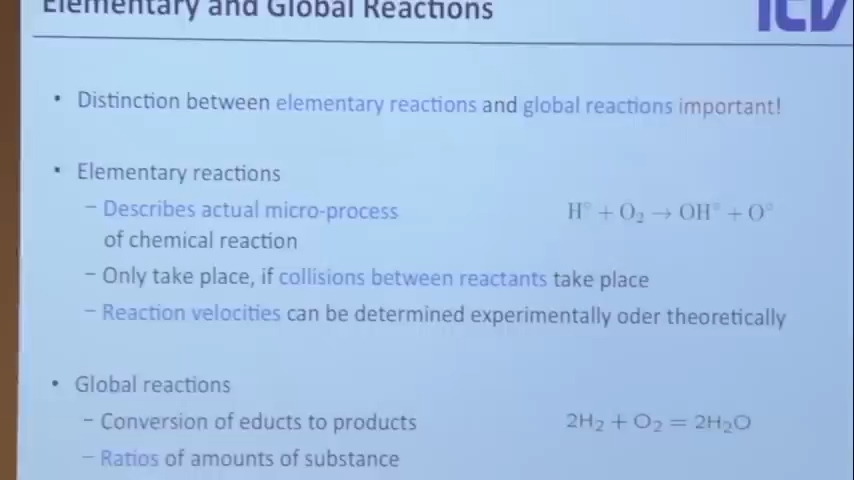 Elementary and Global Reactions
ITV
• Distinction between elementary reactions and global reactions important!
• Elementary reactions
– Describes actual micro-process
of chemical reaction
H° + O₂ → OH° + O°
– Only take place, if collisions between reactants take place
– Reaction velocities can be determined experimentally oder theoretically
• Global reactions
– Conversion of educts to products
2H₂ + O₂ = 2H₂O
– Ratios of amounts of substance